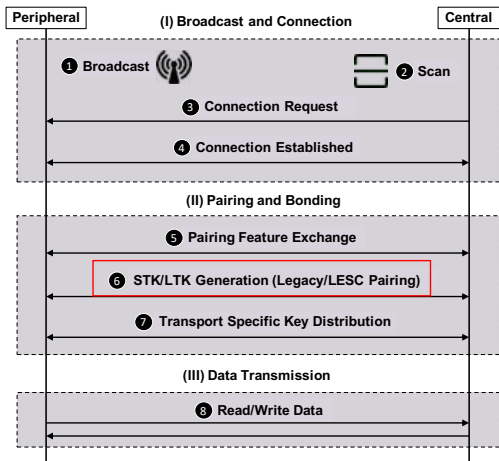 Peripheral
(I) Broadcast and Connection
Central
1 Broadcast
2 Scan
3 Connection Request
4 Connection Established
(II) Pairing and Bonding
5 Pairing Feature Exchange
6 STK/LTK Generation (Legacy/LESC Pairing)
7 Transport Specific Key Distribution
(III) Data Transmission
8 Read/Write Data